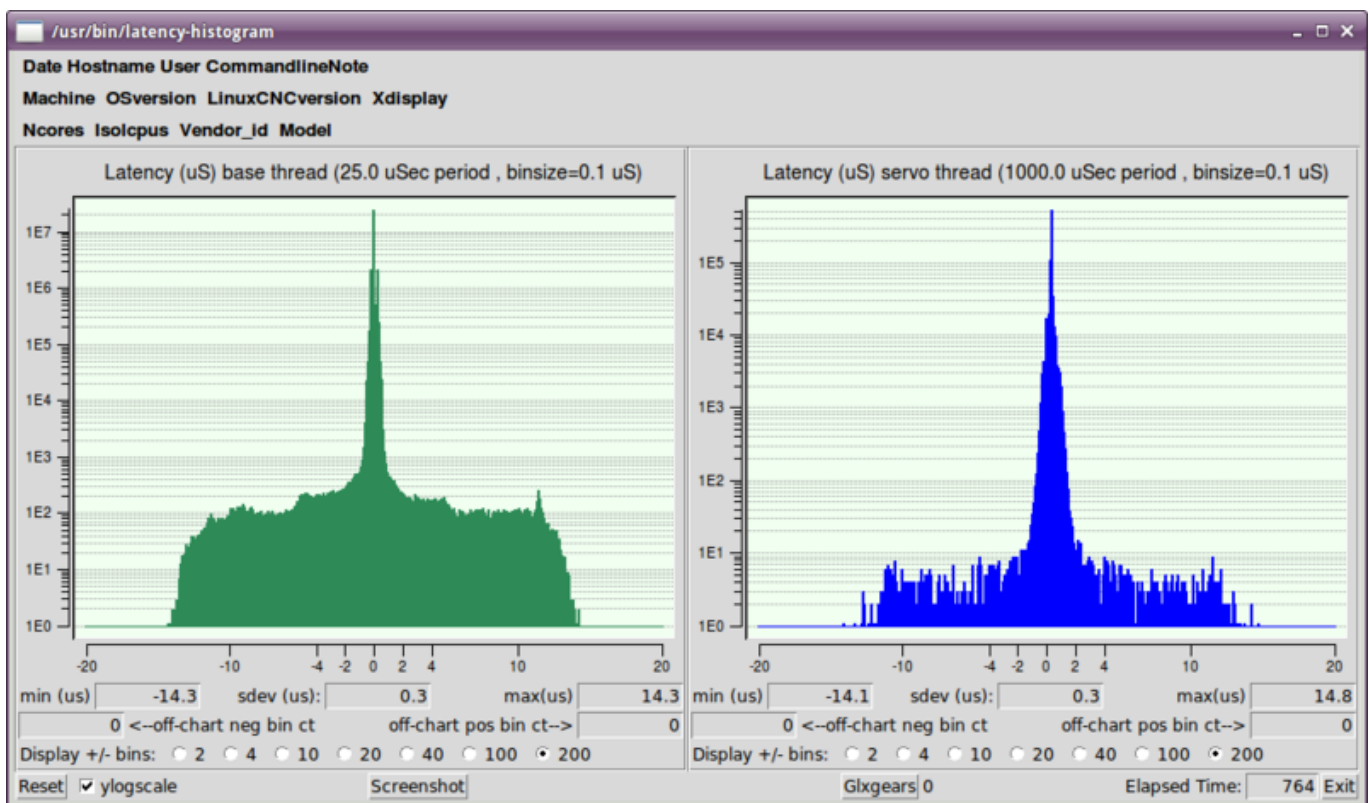 /usr/bin/latency-histogram
Date Hostname User CommandlineNote
Machine OSversion LinuxCNCversion Xdisplay
Ncores Isolcpus Vendor_id Model
Latency (uS) base thread (25.0 uSec period , binsize=0.1 uS)
1E7
1E6
1E5
1E4
1E3
1E2
1E1
1E0
-20 -10 -4 -2 0 2 4 10 20
min (us) -14.3 sdev (us): 0.3 max(us) 14.3
0 <--off-chart neg bin ct off-chart pos bin ct--> 0
Display +/- bins: 2 4 10 20 40 100 200
Latency (uS) servo thread (1000.0 uSec period , binsize=0.1 uS)
1E5
1E4
1E3
1E2
1E1
1E0
-20 -10 -4 -2 0 2 4 10 20
min (us) -14.1 sdev (us): 0.3 max(us) 14.8
0 <--off-chart neg bin ct off-chart pos bin ct--> 0
Display +/- bins: 2 4 10 20 40 100 200
Reset ylogscale Screenshot Glxgears 0 Elapsed Time: 764 Exit